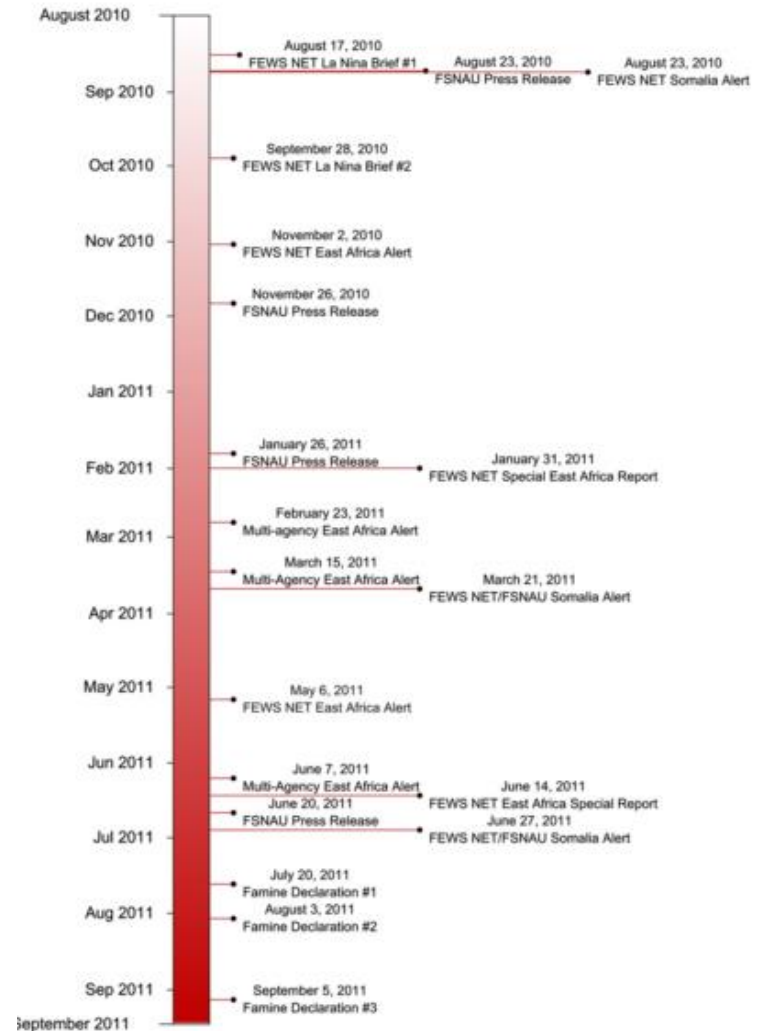 August 2010
August 17, 2010
FEWS NET La Nina Brief #1
August 23, 2010
FSNAU Press Release
August 23, 2010
FEWS NET Somalia Alert
Sep 2010
September 28, 2010
FEWS NET La Nina Brief #2
Oct 2010
Nov 2010
November 2, 2010
FEWS NET East Africa Alert
November 26, 2010
FSNAU Press Release
Dec 2010
Jan 2011
January 26, 2011
FSNAU Press Release
Feb 2011
January 31, 2011
FEWS NET Special East Africa Report
February 23, 2011
Multi-agency East Africa Alert
Mar 2011
March 15, 2011
Multi-Agency East Africa Alert
March 21, 2011
FEWS NET/FSNAU Somalia Alert
Apr 2011
May 2011
May 6, 2011
FEWS NET East Africa Alert
Jun 2011
June 7, 2011
Multi-Agency East Africa Alert
June 14, 2011
FEWS NET East Africa Special Report
June 20, 2011
FSNAU Press Release
June 27, 2011
FEWS NET/FSNAU Somalia Alert
Jul 2011
July 20, 2011
Famine Declaration #1
Aug 2011
August 3, 2011
Famine Declaration #2
Sep 2011
September 5, 2011
Famine Declaration #3
September 2011